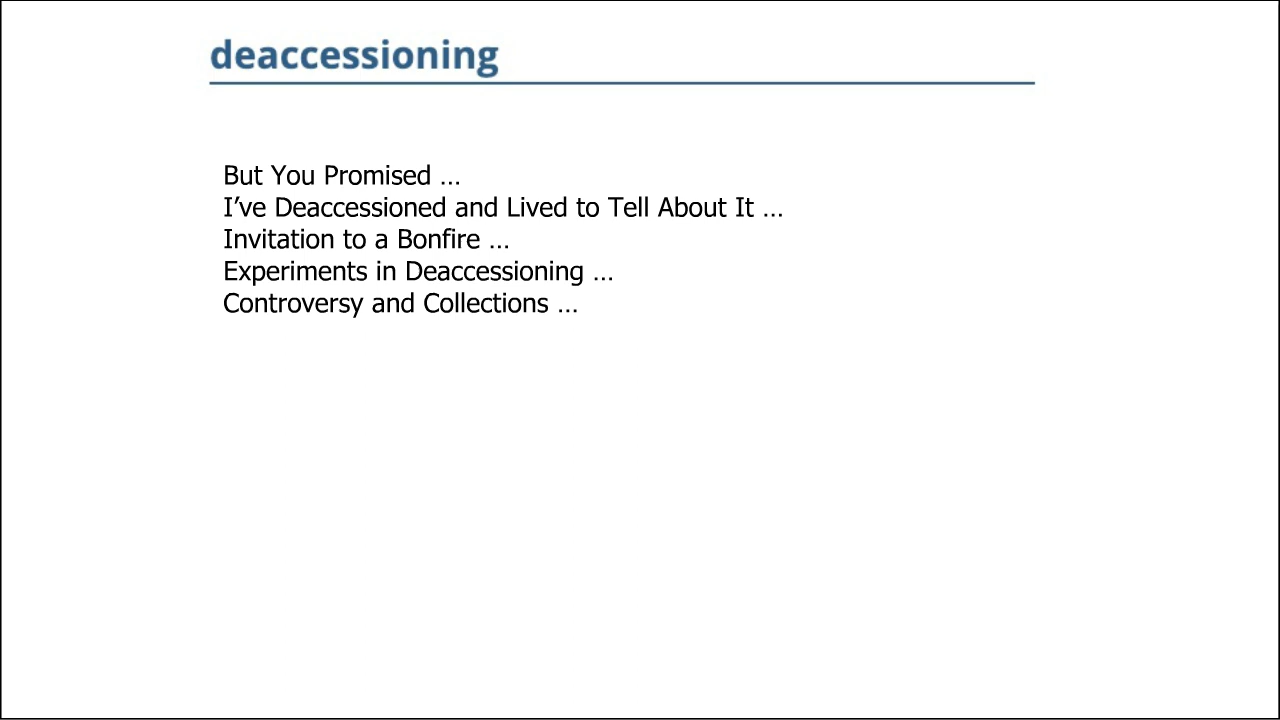 deaccessioning
But You Promised …
I’ve Deaccessioned and Lived to Tell About It …
Invitation to a Bonfire …
Experiments in Deaccessioning …
Controversy and Collections …